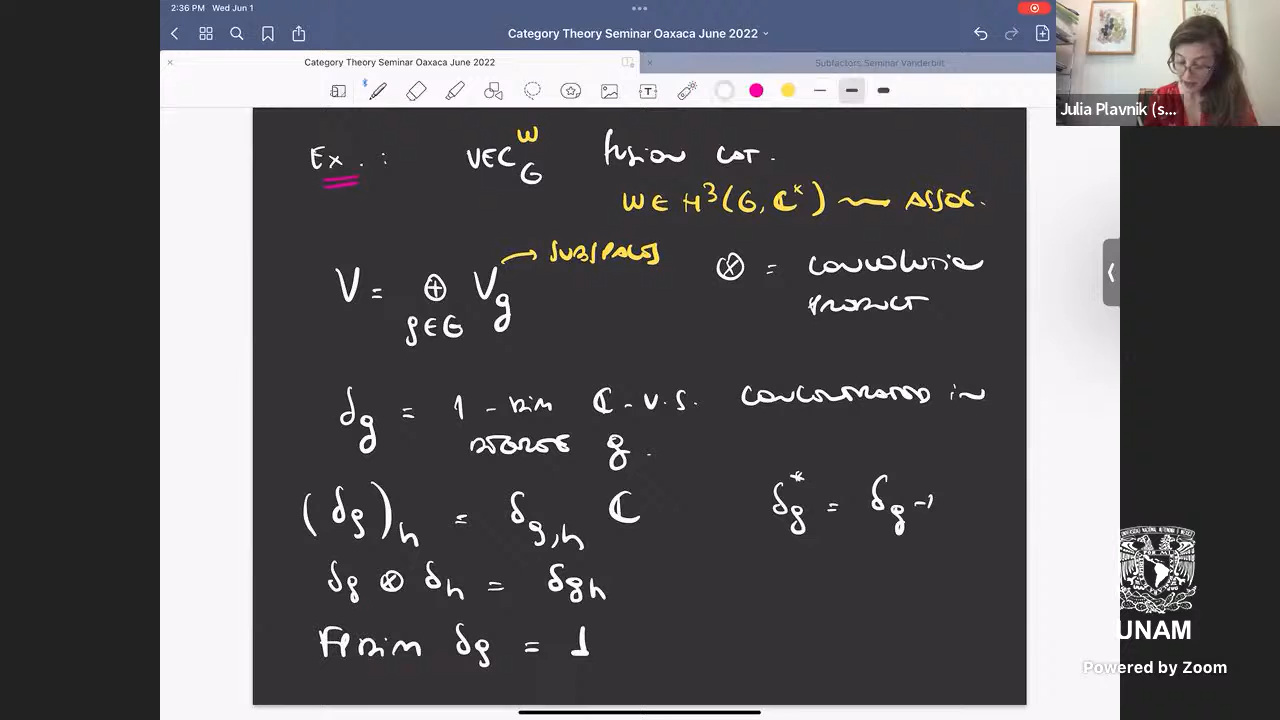 2:36 PM Wed Jun 1
Category Theory Seminar Oaxaca June 2022
Category Theory Seminar Oaxaca June 2022
Subfactors Seminar Vanderbilt
Julia Plavnik (s...
Ex.: VEC_G^ω fusion CAT.
ω ∈ H³(G, ℂ*) ~ ASSOC.
V = ⊕_{g∈G} V_g → SUBSPACES
⊗ = CONVOLUTION
PRODUCT
δ_g = 1-DIM ℂ-V.S. CONCENTRATED in
DEGREE g.
(δ_g)_h = δ_{g,h} ℂ
δ_g* = δ_{g^-1}
δ_g ⊗ δ_h = δ_{gh}
FPDIM δ_g = 1
UNAM
Powered by Zoom